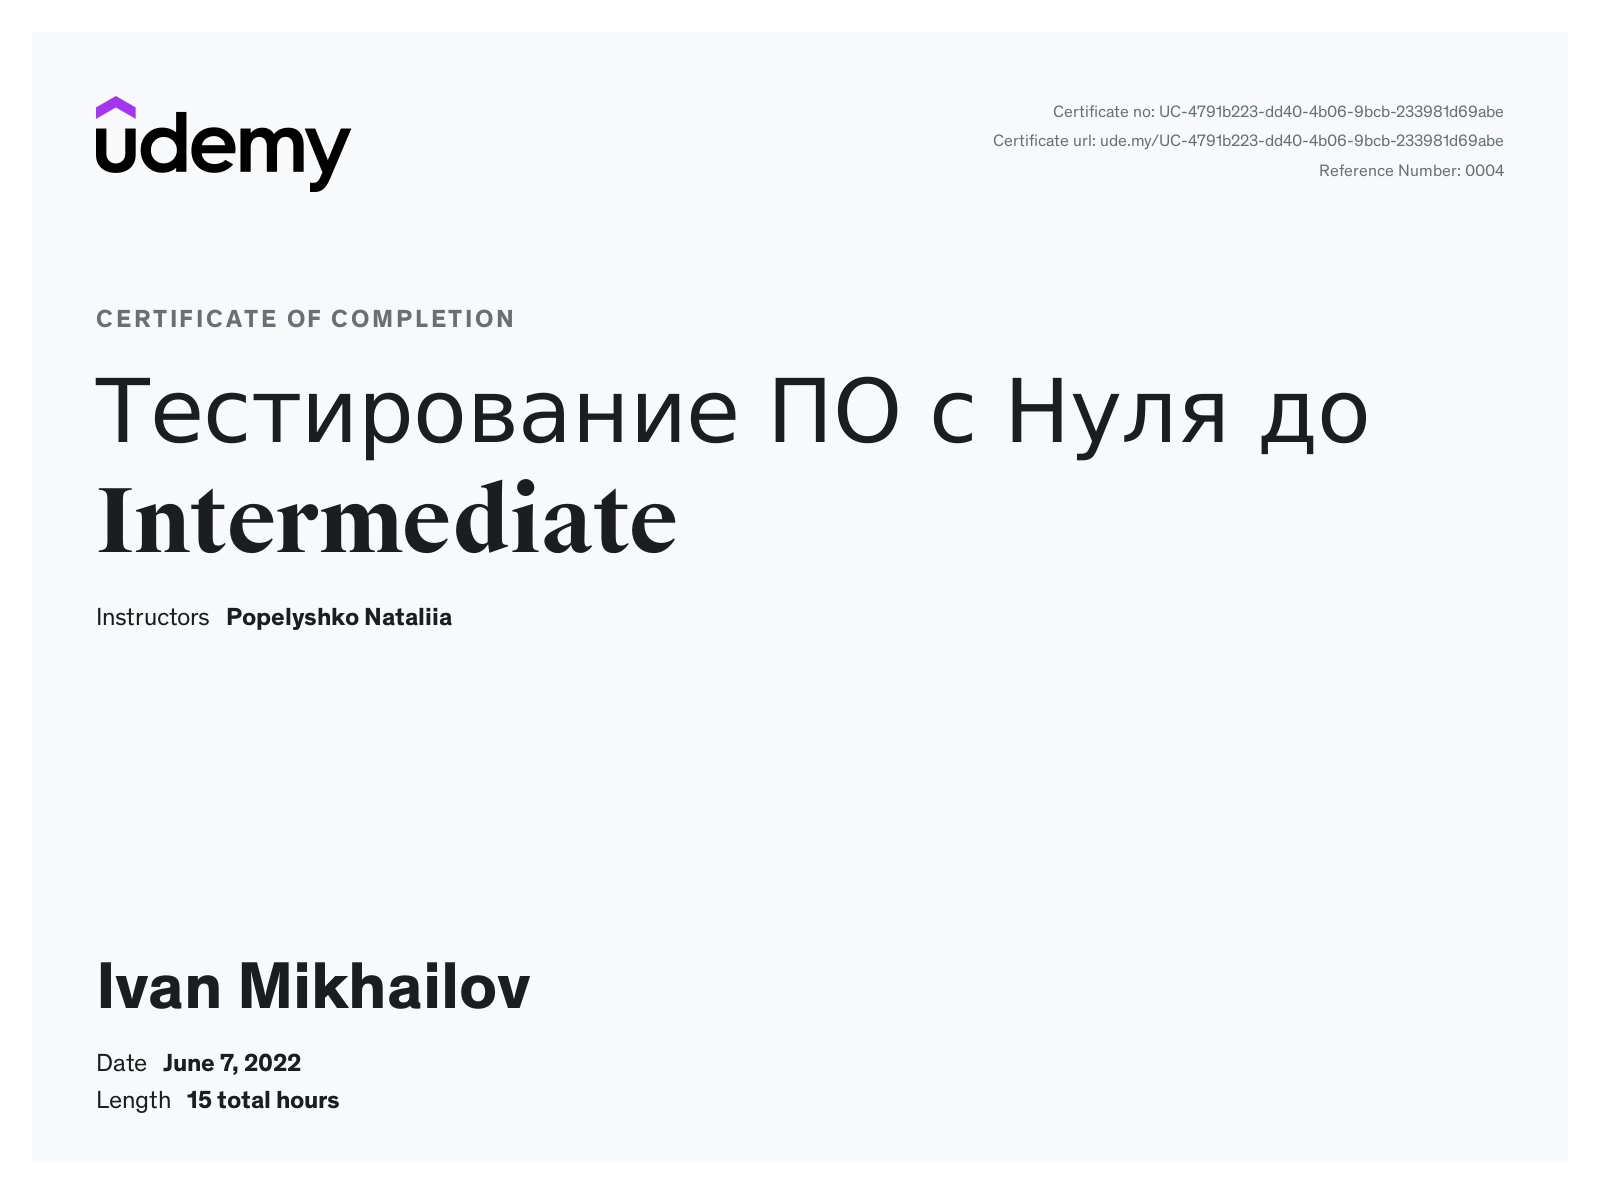 udemy
Certificate no: UC-4791b223-dd40-4b06-9bcb-233981d69abe
Certificate url: ude.my/UC-4791b223-dd40-4b06-9bcb-233981d69abe
Reference Number: 0004
CERTIFICATE OF COMPLETION
Тестирование ПО с Нуля до
Intermediate
Instructors Popelyshko Nataliia
Ivan Mikhailov
Date June 7, 2022
Length 15 total hours